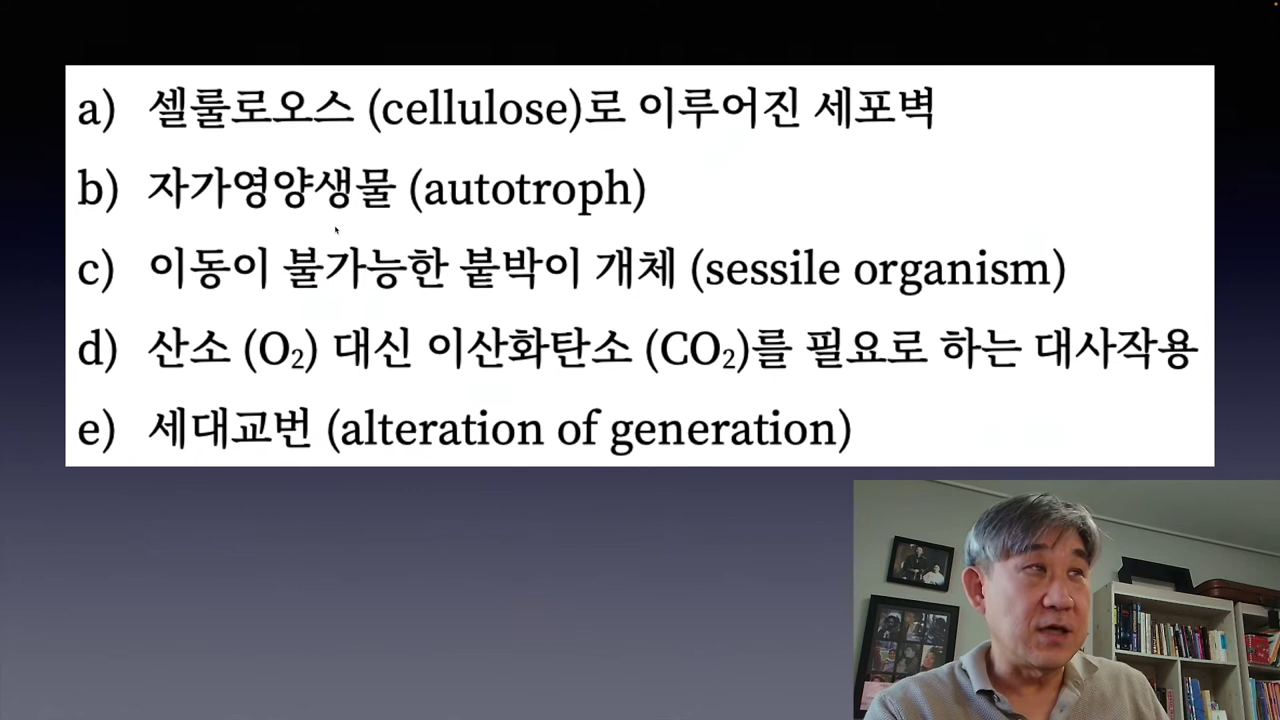 a) 셀룰로오스 (cellulose)로 이루어진 세포벽
b) 자가영양생물 (autotroph)
c) 이동이 불가능한 붙박이 개체 (sessile organism)
d) 산소 (O₂) 대신 이산화탄소 (CO₂)를 필요로 하는 대사작용
e) 세대교번 (alteration of generation)